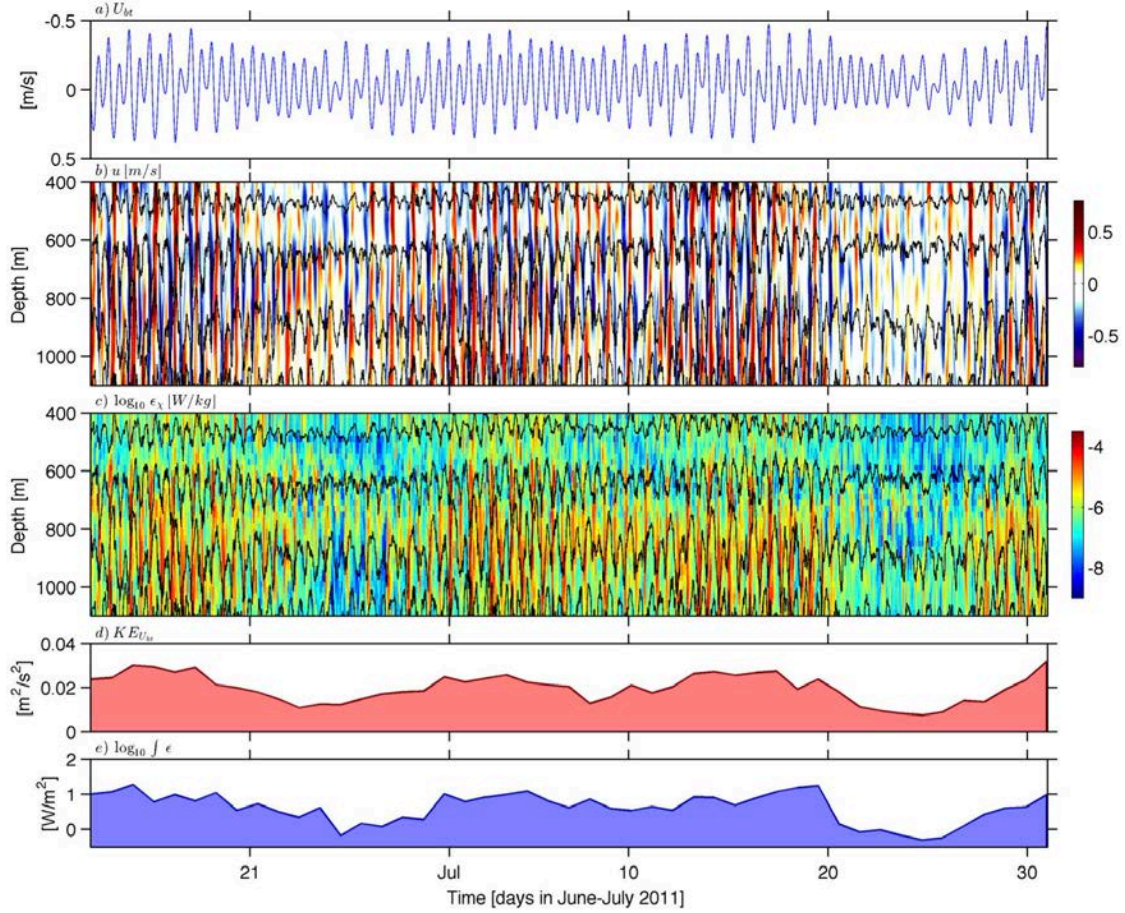 a) U_bt
-0.5
0
0.5
[m/s]
b) u [m/s]
400
600
800
1000
Depth [m]
0.5
0
-0.5
c) log₁₀ ϵ_χ [W/kg]
400
600
800
1000
Depth [m]
-4
-6
-8
d) KE_{U_bt}
0.04
0.02
0
[m²/s²]
e) log₁₀ ∫ ϵ
2
1
0
[W/m²]
21 Jul 10 20 30
Time [days in June-July 2011]